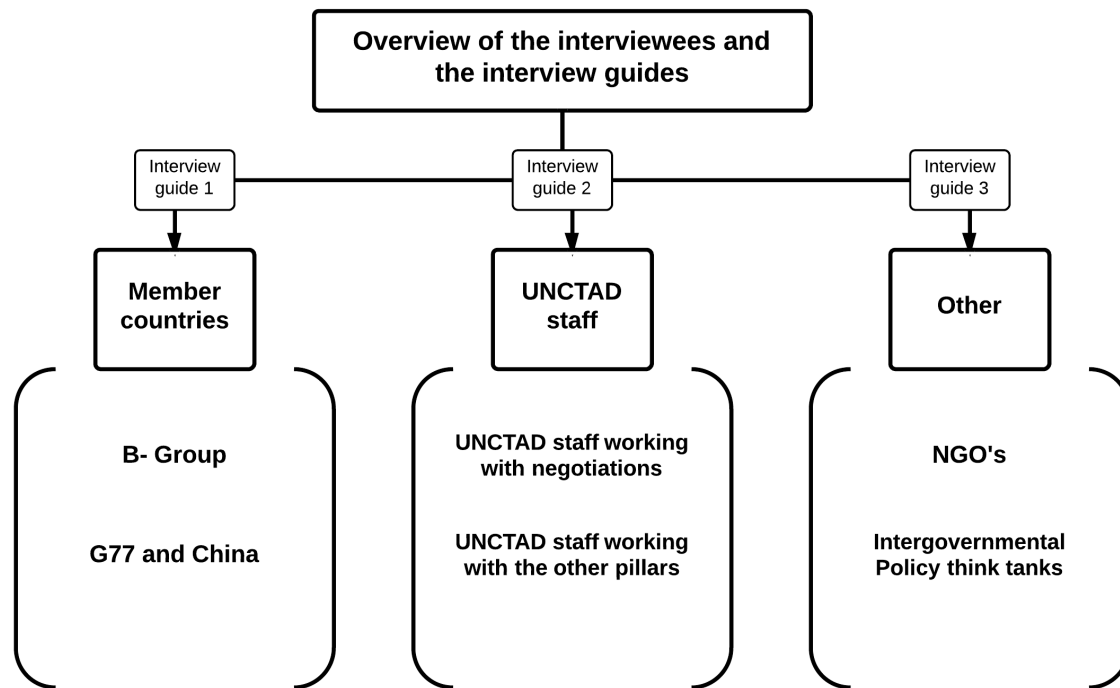 Overview of the interviewees and
the interview guides
Interview
guide 1
Interview
guide 2
Interview
guide 3
Member
countries
UNCTAD
staff
Other
B- Group
G77 and China
UNCTAD staff working
with negotiations
UNCTAD staff working
with the other pillars
NGO's
Intergovernmental
Policy think tanks